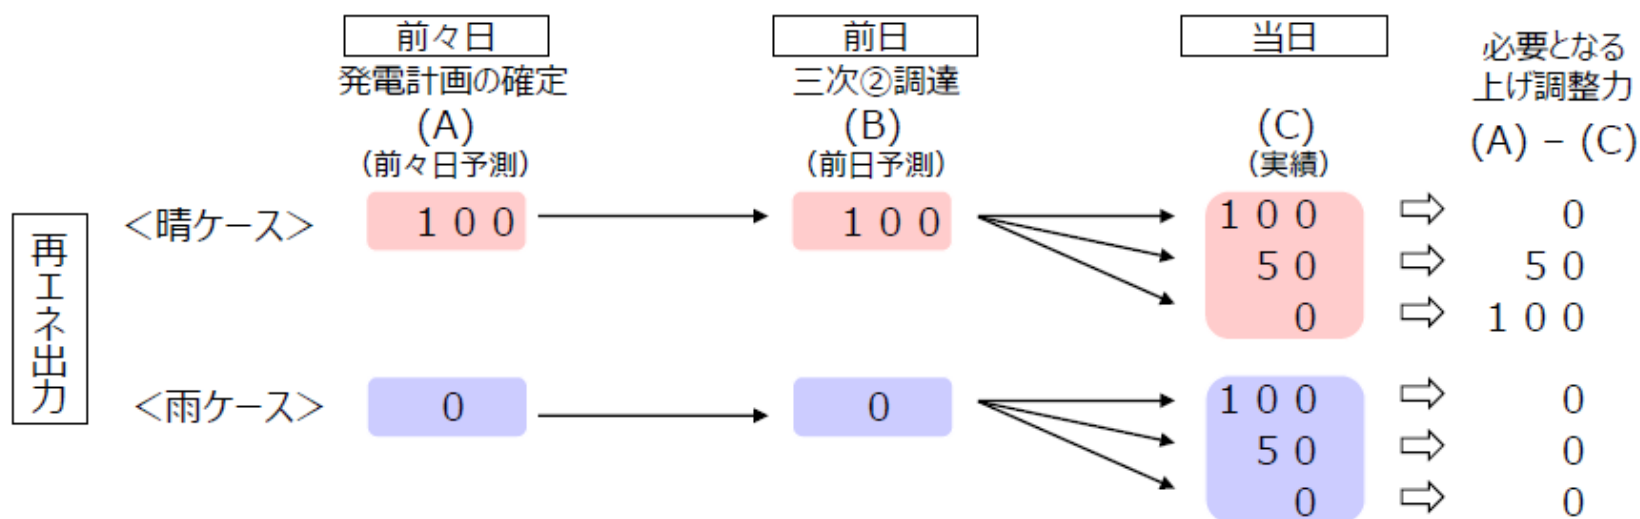 前々日
発電計画の確定
(A)
(前々日予測)
前日
三次②調達
(B)
(前日予測)
当日
(C)
(実績)
必要となる
上げ調整力
(A) – (C)
再エネ出力
<晴ケース>
100
100
100
0
50
50
0
100
<雨ケース>
0
0
100
0
50
0
0
0